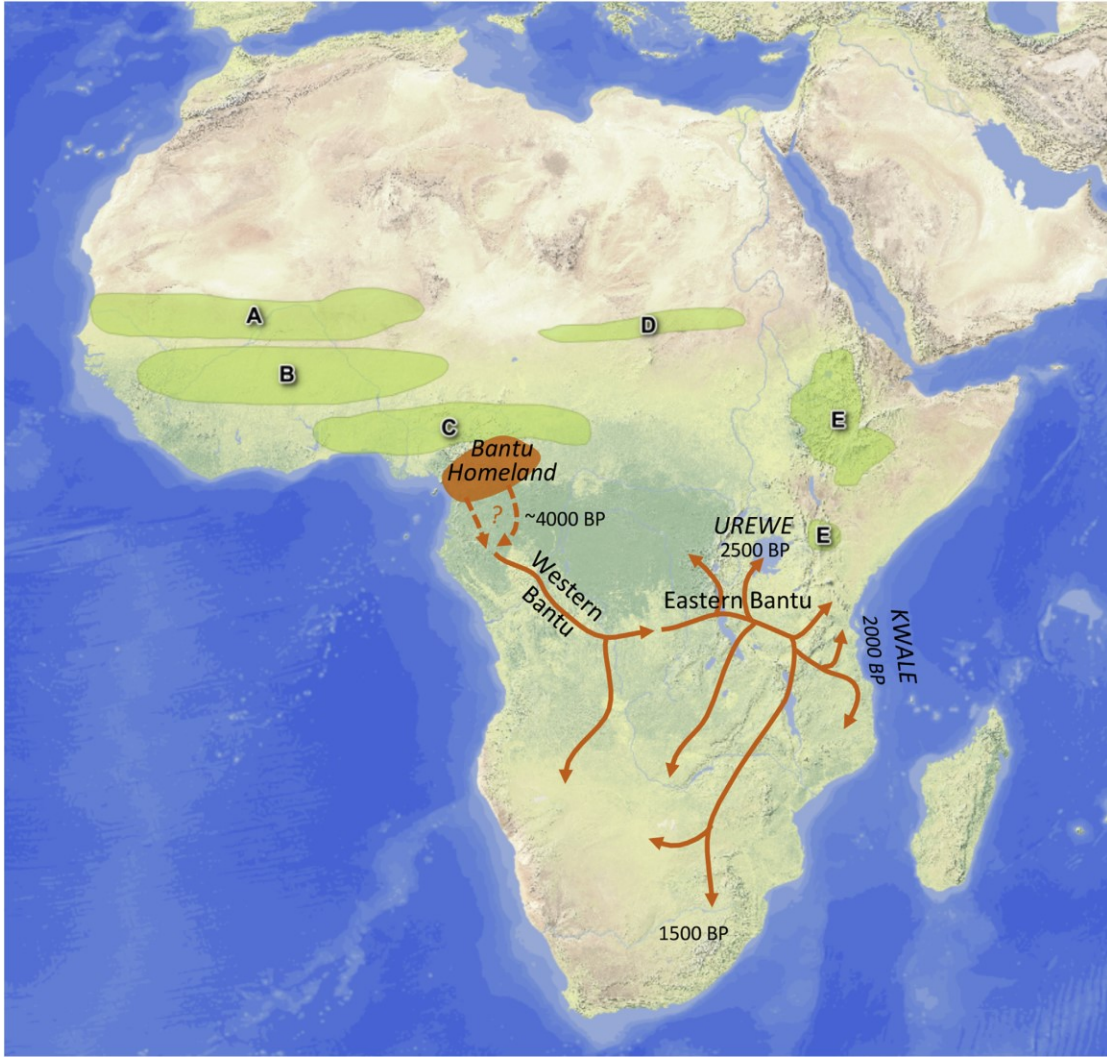 A
D
B
E
C
Bantu
Homeland
?
~4000 BP
UREWE
2500 BP
E
Western
Bantu
Eastern Bantu
KWALE
2000 BP
1500 BP